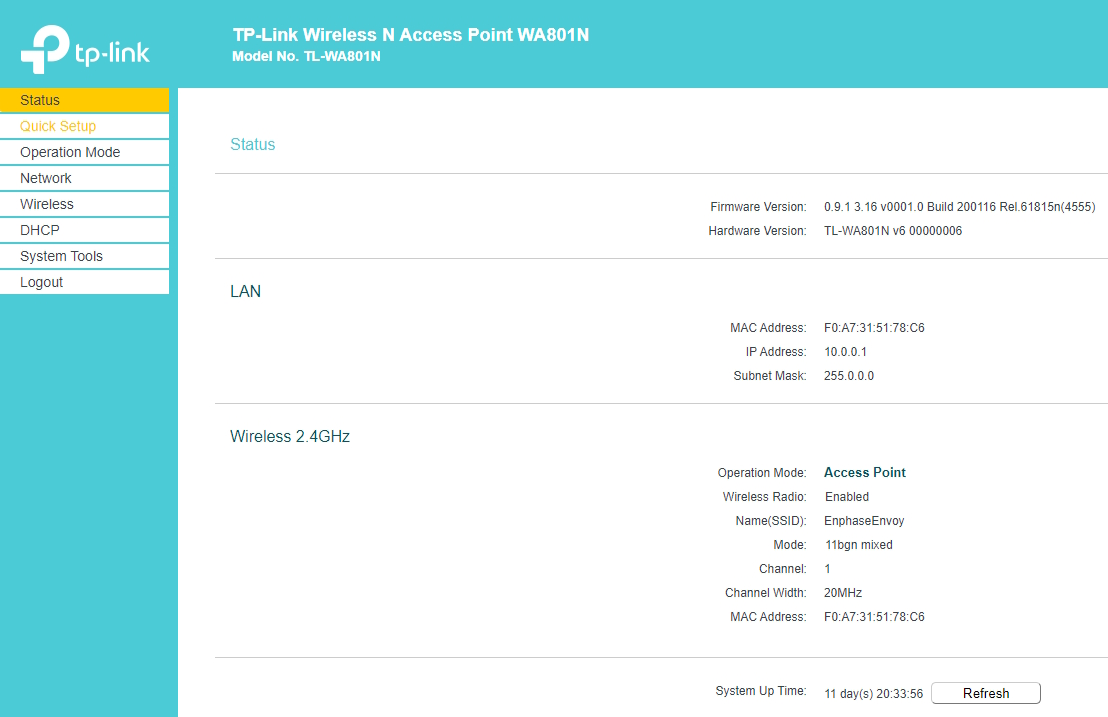 tp-link
TP-Link Wireless N Access Point WA801N
Model No. TL-WA801N
Status
Quick Setup
Operation Mode
Network
Wireless
DHCP
System Tools
Logout
Status
Firmware Version: 0.9.1 3.16 v0001.0 Build 200116 Rel.61815n(4555)
Hardware Version: TL-WA801N v6 00000006
LAN
MAC Address: F0:A7:31:51:78:C6
IP Address: 10.0.0.1
Subnet Mask: 255.0.0.0
Wireless 2.4GHz
Operation Mode: Access Point
Wireless Radio: Enabled
Name(SSID): EnphaseEnvoy
Mode: 11bgn mixed
Channel: 1
Channel Width: 20MHz
MAC Address: F0:A7:31:51:78:C6
System Up Time: 11 day(s) 20:33:56 Refresh